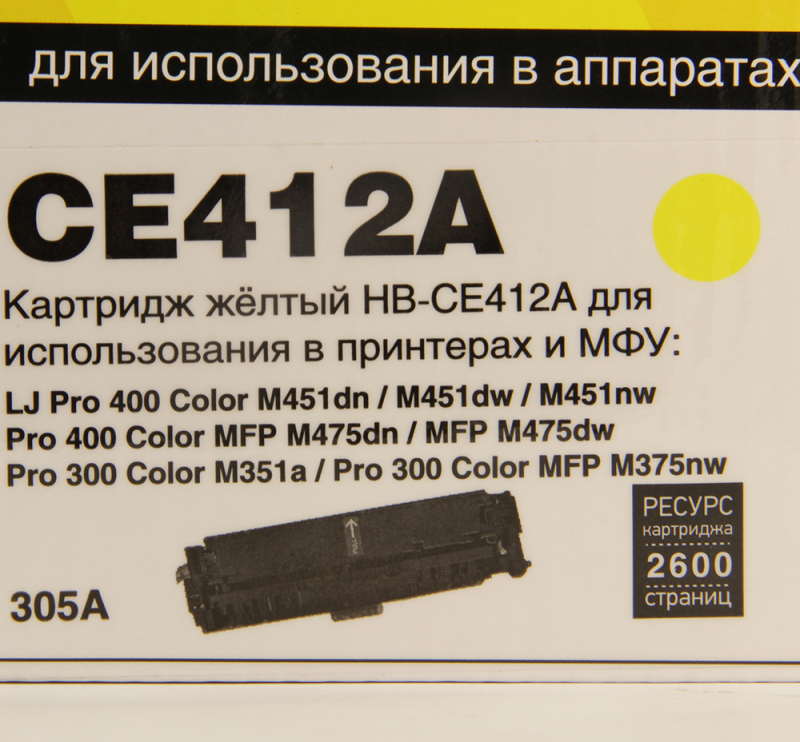 для использования в аппаратах
CE412A
Картридж жёлтый HB-CE412A для
использования в принтерах и МФУ:
LJ Pro 400 Color M451dn / M451dw / M451nw
Pro 400 Color MFP M475dn / MFP M475dw
Pro 300 Color M351a / Pro 300 Color MFP M375nw
PULL
305A
РЕСУРС
картриджа
2600
страниц